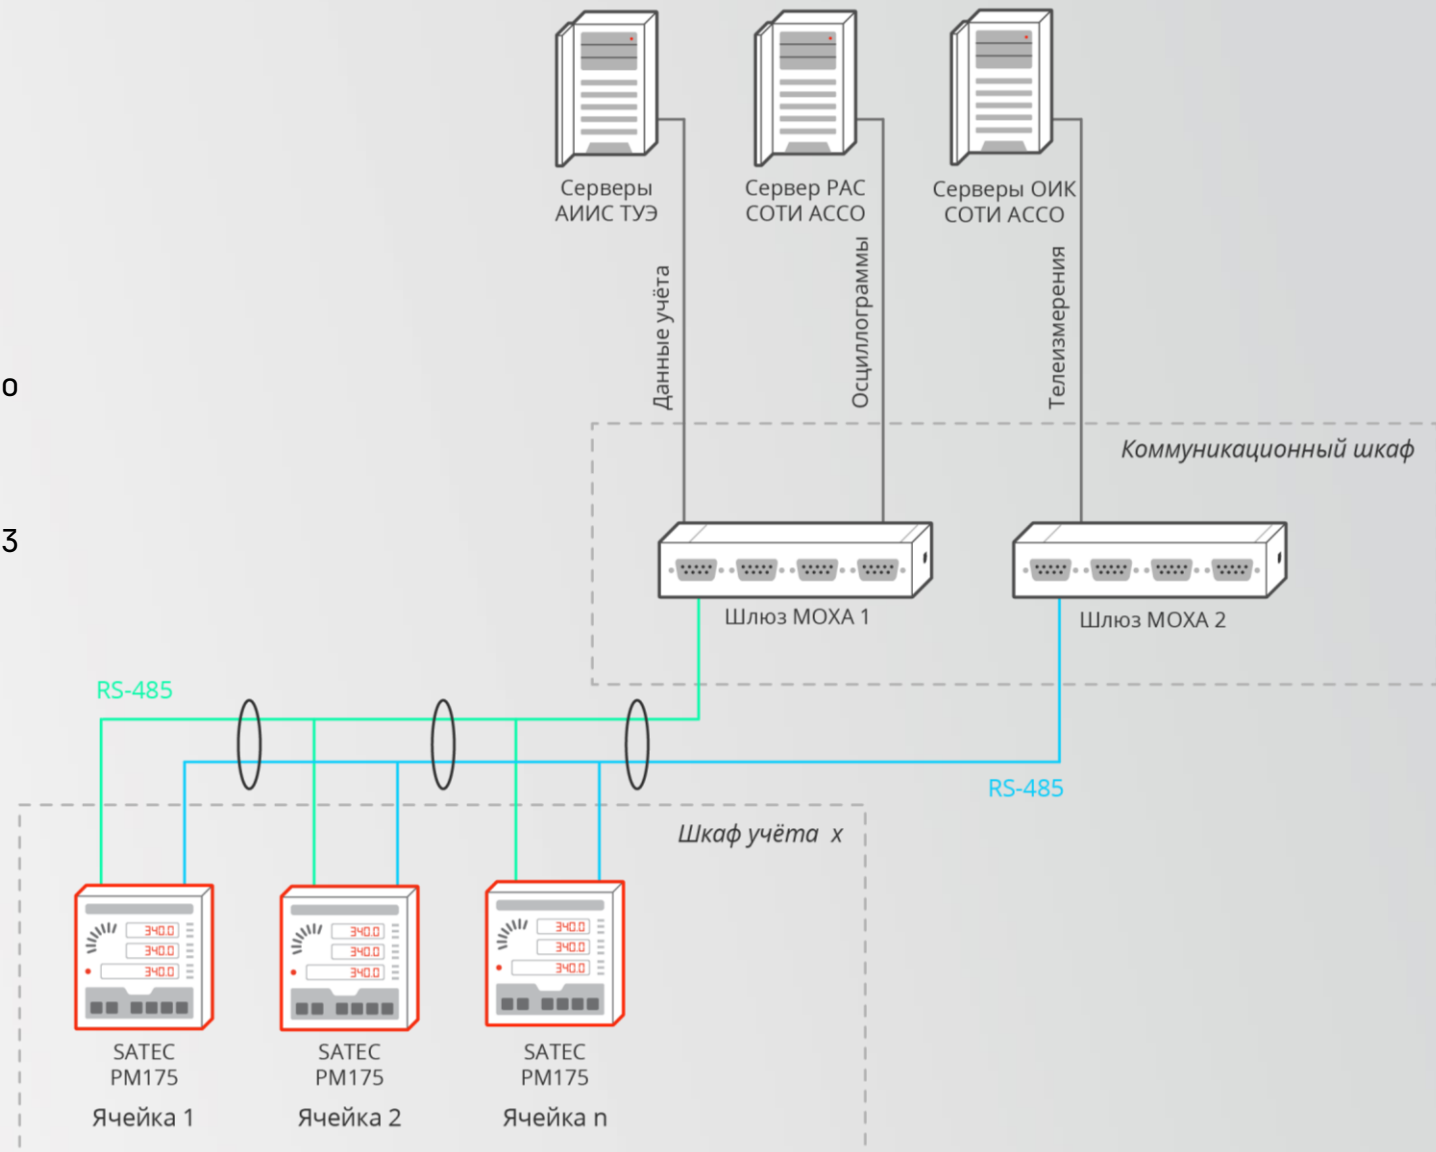 Серверы
АИИС ТУЭ
Сервер РАС
СОТИ АССО
Серверы ОИК
СОТИ АССО
Данные учёта
Осциллограммы
Телеизмерения
о
Коммуникационный шкаф
3
Шлюз MOXA 1
Шлюз MOXA 2
RS-485
RS-485
Шкаф учёта x
340.0
340.0
340.0
340.0
340.0
340.0
340.0
340.0
340.0
SATEC
PM175
Ячейка 1
SATEC
PM175
Ячейка 2
SATEC
PM175
Ячейка n